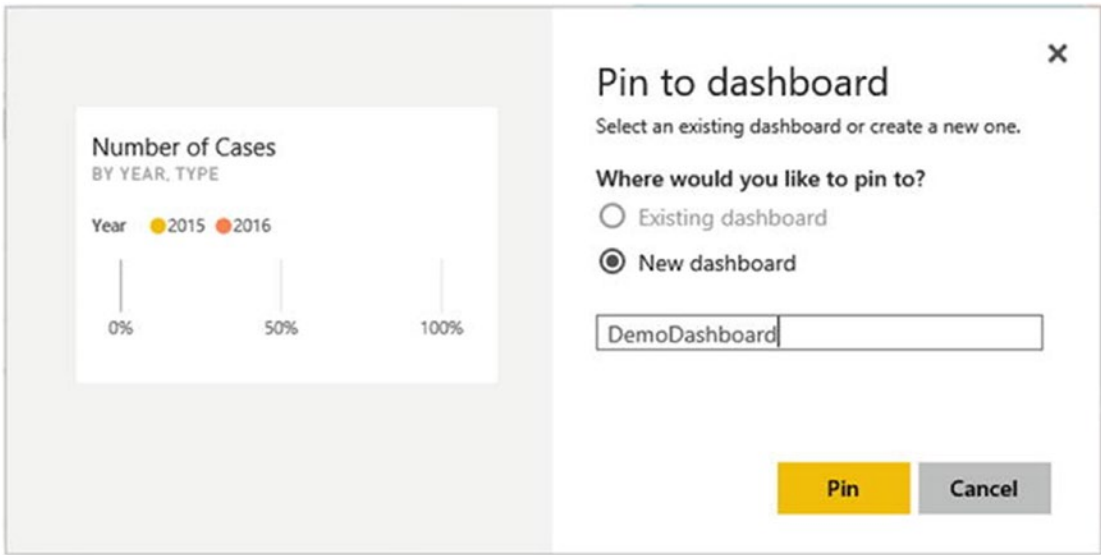 Number of Cases
BY YEAR, TYPE
Year 2015 2016
0% 50% 100%
Pin to dashboard
Select an existing dashboard or create a new one.
Where would you like to pin to?
Existing dashboard
New dashboard
DemoDashboard
Pin Cancel